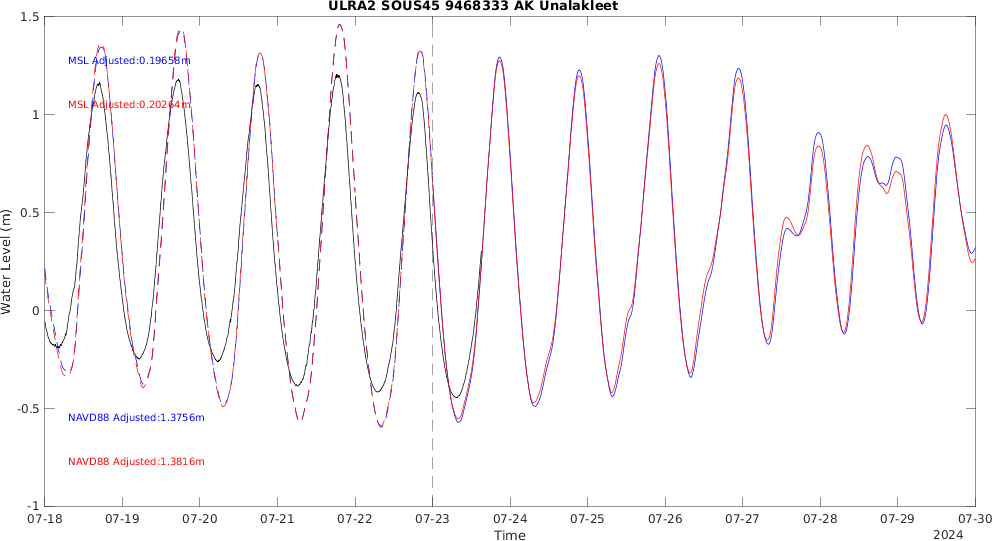 ULRA2 SOUS45 9468333 AK Unalakleet
1.5
MSL Adjusted:0.19658m
MSL Adjusted:0.20264m
1
0.5
Water Level (m)
0
-0.5
NAVD88 Adjusted:1.3756m
NAVD88 Adjusted:1.3816m
-1
07-18 07-19 07-20 07-21 07-22 07-23 07-24 07-25 07-26 07-27 07-28 07-29 07-30
Time
2024